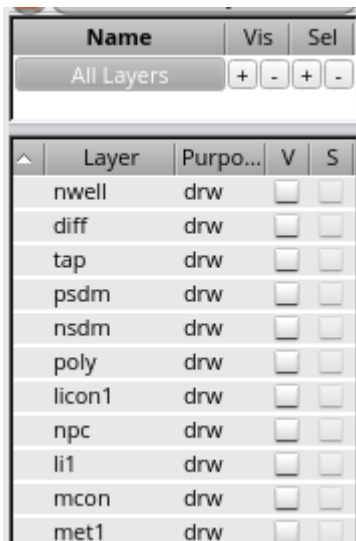 Name Vis Sel
All Layers + - + -
Layer Purpo... V S
nwell drw
diff drw
tap drw
psdm drw
nsdm drw
poly drw
licon1 drw
npc drw
li1 drw
mcon drw
met1 drw